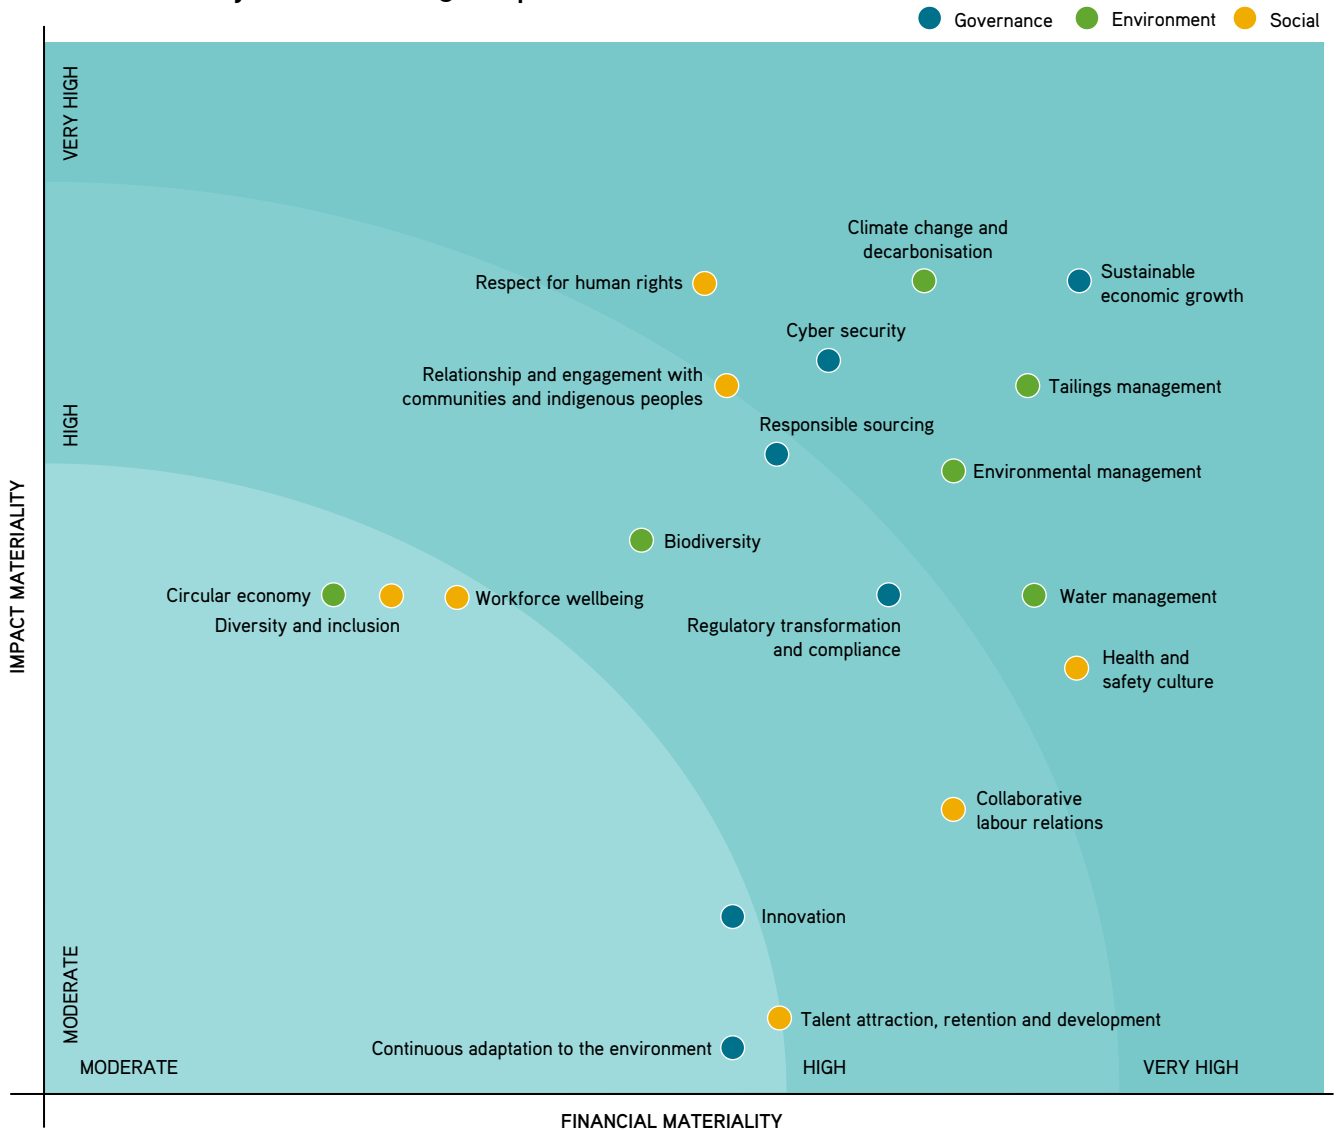 Governance
Environment
Social
VERY HIGH
HIGH
MODERATE
IMPACT MATERIALITY
Climate change and
decarbonisation
Respect for human rights
Sustainable
economic growth
Cyber security
Relationship and engagement with
communities and indigenous peoples
Tailings management
Responsible sourcing
Environmental management
Biodiversity
Circular economy
Diversity and inclusion
Workforce wellbeing
Regulatory transformation
and compliance
Water management
Health and
safety culture
Collaborative
labour relations
Innovation
Talent attraction, retention and development
Continuous adaptation to the environment
MODERATE
HIGH
VERY HIGH
FINANCIAL MATERIALITY